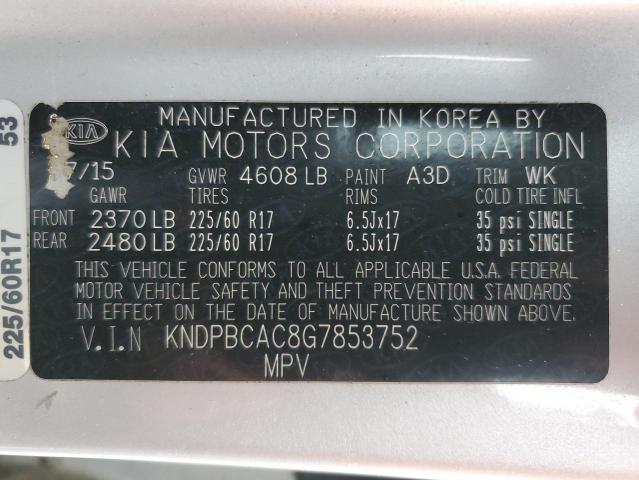 MANUFACTURED IN KOREA BY
KIA
KIA MOTORS CORPORATION
7/15 GVWR 4608 LB PAINT A3D TRIM WK
GAWR TIRES RIMS COLD TIRE INFL
FRONT 2370 LB 225/60 R17 6.5Jx17 35 psi SINGLE
REAR 2480 LB 225/60 R17 6.5Jx17 35 psi SINGLE
THIS VEHICLE CONFORMS TO ALL APPLICABLE U.S.A. FEDERAL
MOTOR VEHICLE SAFETY AND THEFT PREVENTION STANDARDS
IN EFFECT ON THE DATE OF MANUFACTURE SHOWN ABOVE.
V.I.N KNDPBCAC8G7853752
MPV
225/60R17 53